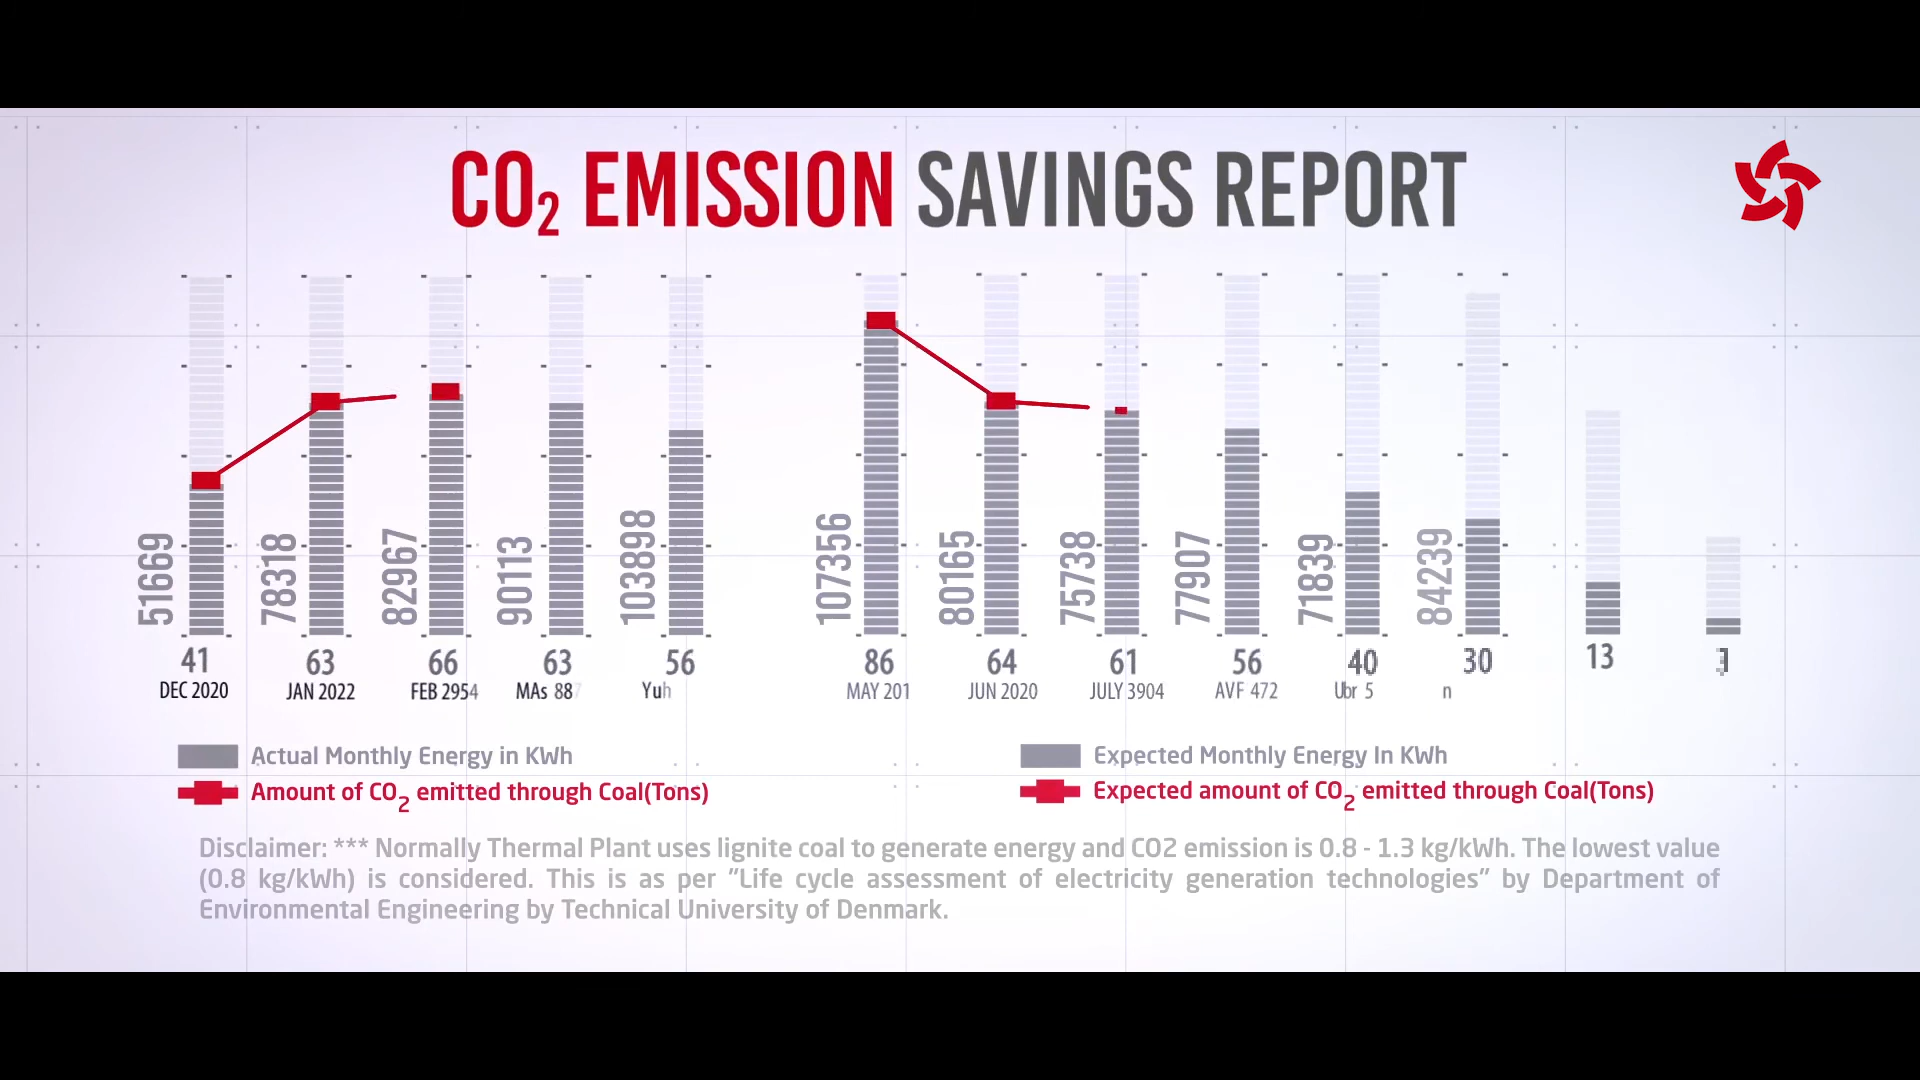 CO₂ EMISSION SAVINGS REPORT
51669 78318 82967 90113 103898 107356 80165 75738 77907 71839 84239
41 63 66 63 56 86 64 61 56 40 30 13
DEC 2020 JAN 2022 FEB 2954 MAs 887 Yuh MAY 201 JUN 2020 JULY 3904 AVF 472 Ubr 5 n
Actual Monthly Energy in KWh
Amount of CO₂ emitted through Coal(Tons)
Expected Monthly Energy In KWh
Expected amount of CO₂ emitted through Coal(Tons)
Disclaimer: *** Normally Thermal Plant uses lignite coal to generate energy and CO2 emission is 0.8 - 1.3 kg/kWh. The lowest value
(0.8 kg/kWh) is considered. This is as per "Life cycle assessment of electricity generation technologies" by Department of
Environmental Engineering by Technical University of Denmark.